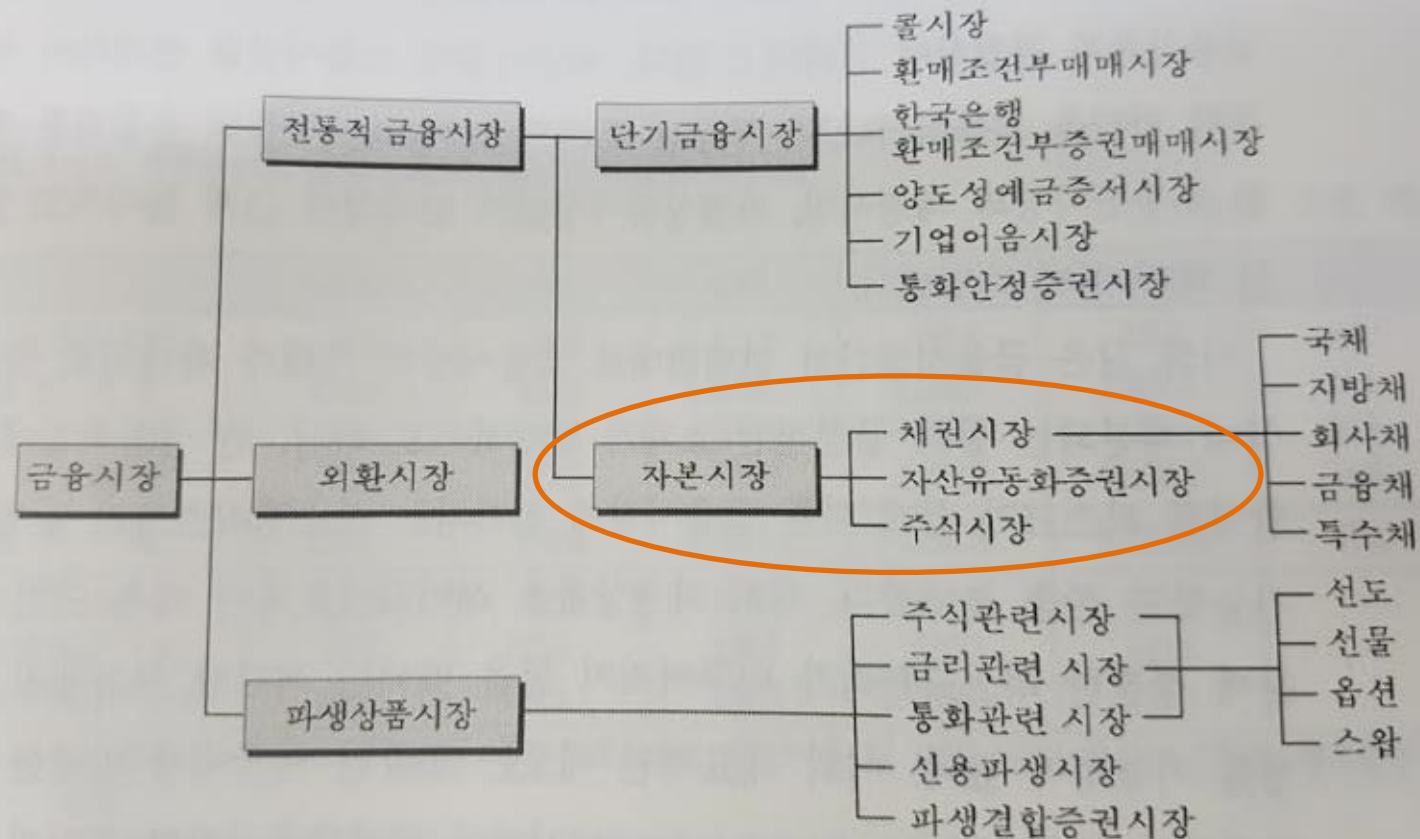 콜시장
환매조건부매매시장
한국은행
환매조건부증권매매시장
양도성예금증서시장
기업어음시장
통화안정증권시장
전통적 금융시장
단기금융시장
금융시장
외환시장
자본시장
채권시장
자산유동화증권시장
주식시장
국채
지방채
회사채
금융채
특수채
파생상품시장
주식관련시장
금리관련 시장
통화관련 시장
신용파생시장
파생결합증권시장
선도
선물
옵션
스왑